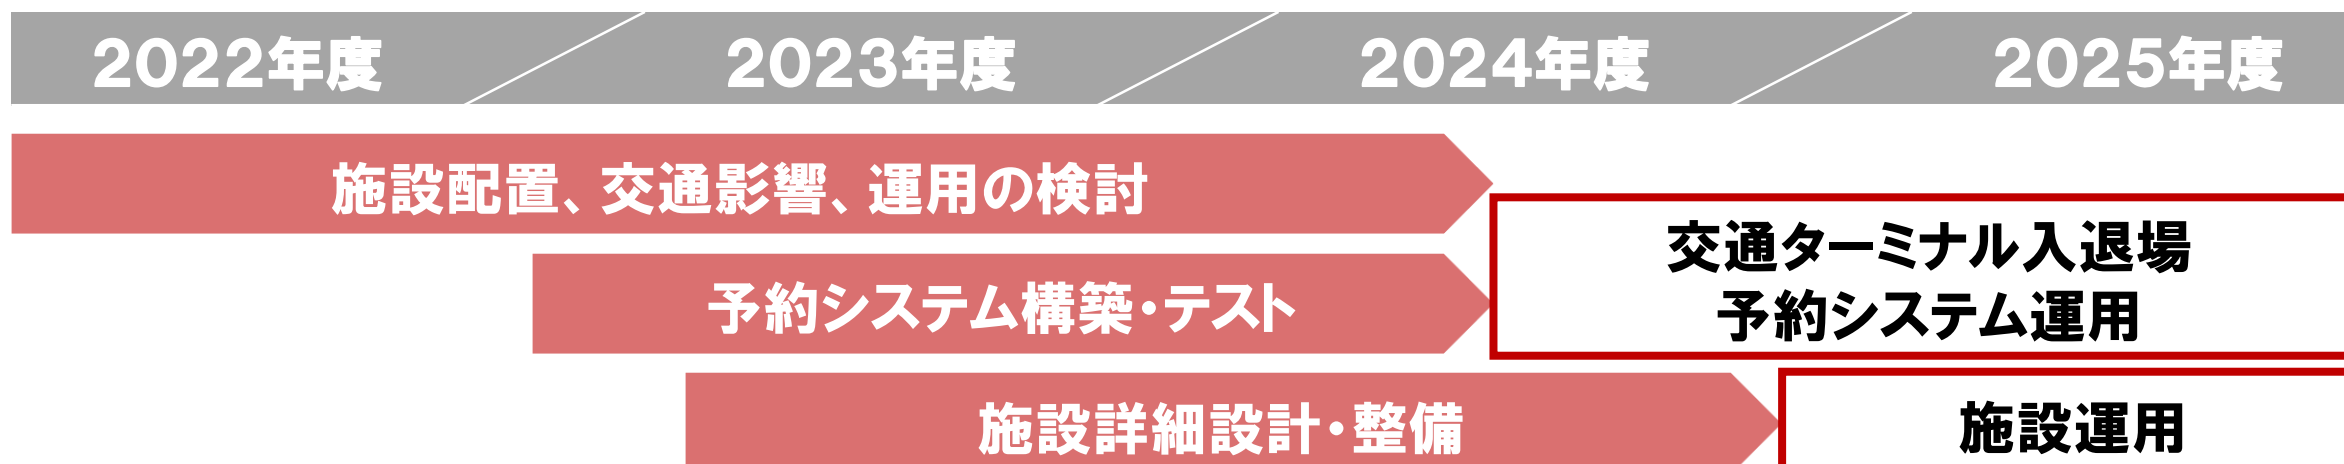 2022年度 2023年度 2024年度 2025年度
施設配置、交通影響、運用の検討
交通ターミナル入退場
予約システム運用
予約システム構築・テスト
施設詳細設計・整備
施設運用